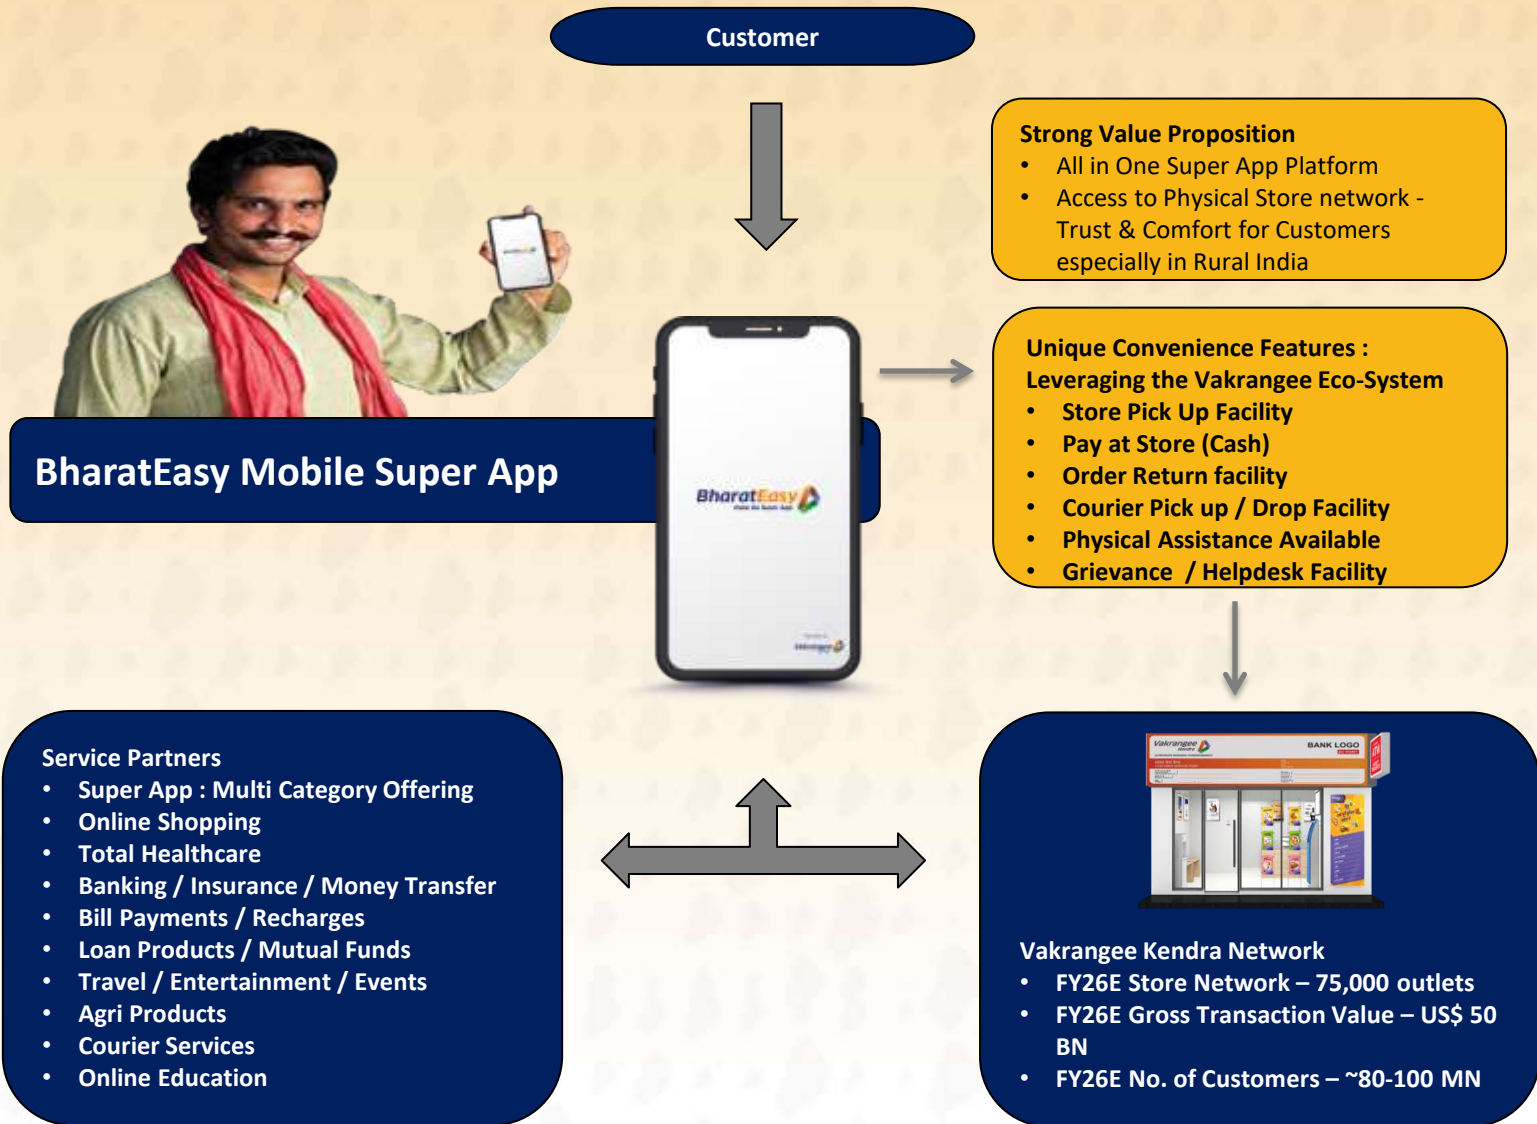 Customer
Strong Value Proposition
• All in One Super App Platform
• Access to Physical Store network -
Trust & Comfort for Customers
especially in Rural India
Unique Convenience Features :
Leveraging the Vakrangee Eco-System
• Store Pick Up Facility
• Pay at Store (Cash)
• Order Return facility
• Courier Pick up / Drop Facility
• Physical Assistance Available
• Grievance / Helpdesk Facility
BharatEasy Mobile Super App
BharatEasy
Service Partners
• Super App : Multi Category Offering
• Online Shopping
• Total Healthcare
• Banking / Insurance / Money Transfer
• Bill Payments / Recharges
• Loan Products / Mutual Funds
• Travel / Entertainment / Events
• Agri Products
• Courier Services
• Online Education
Vakrangee
Kendra
BANK LOGO
ATM
Vakrangee Kendra Network
• FY26E Store Network – 75,000 outlets
• FY26E Gross Transaction Value – US$ 50
BN
• FY26E No. of Customers – ~80-100 MN